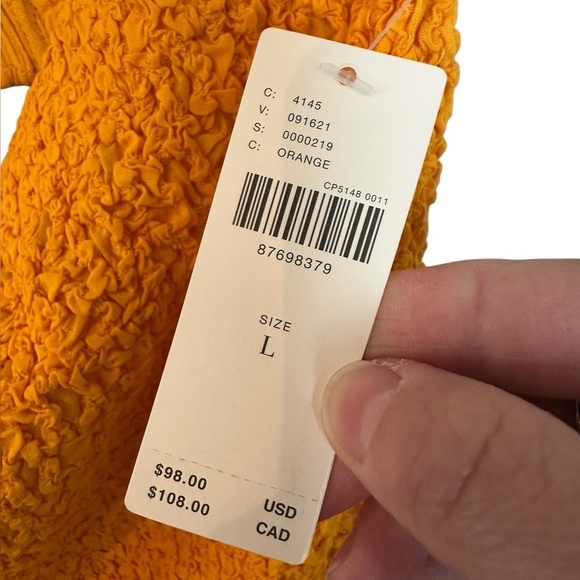 C: 4145
V: 091621
S: 0000219
C: ORANGE
CP5148 0011
87698379
SIZE
L
$98.00 USD
$108.00 CAD